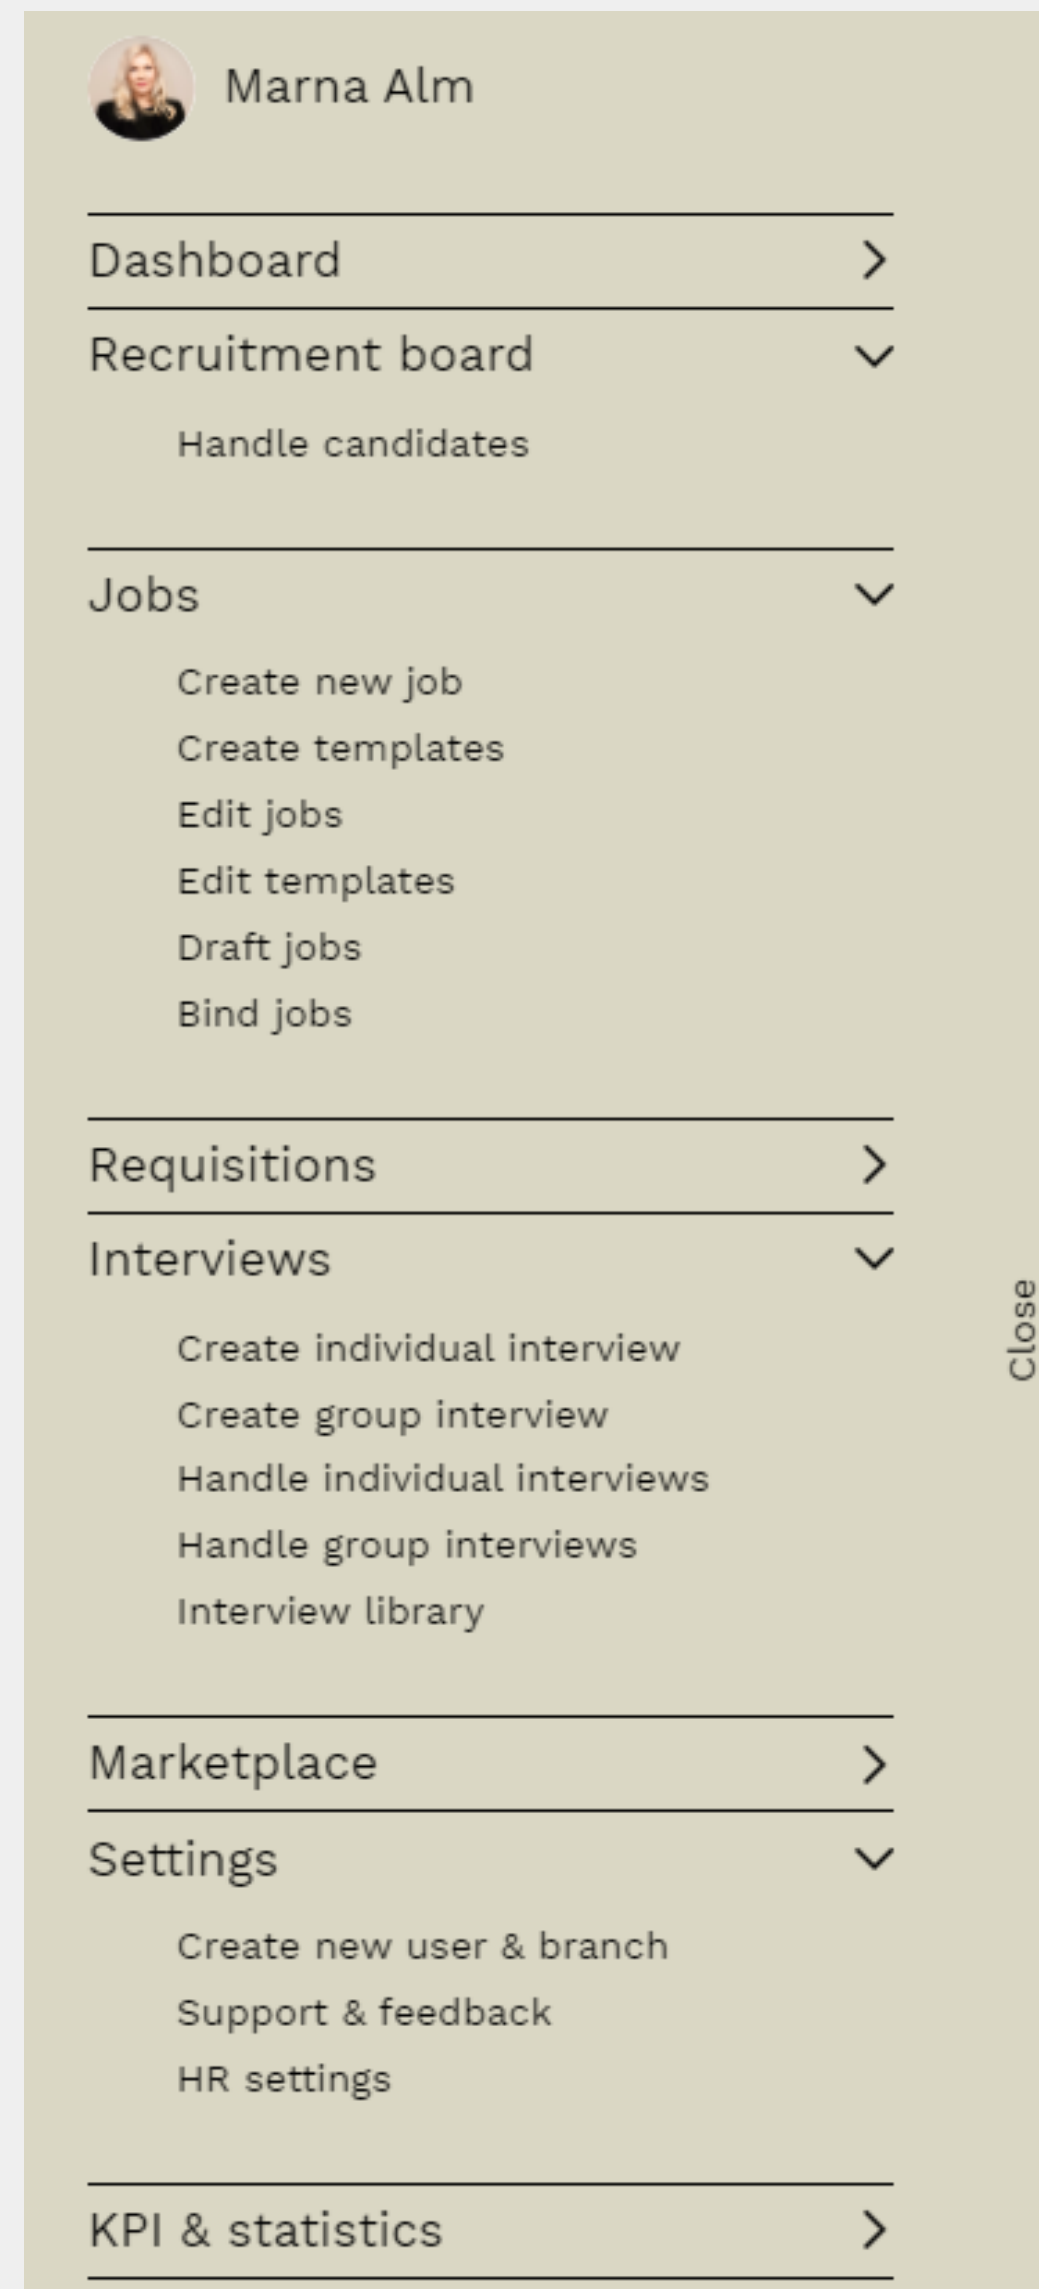 Marna Alm
Dashboard
Recruitment board
Handle candidates
Jobs
Create new job
Create templates
Edit jobs
Edit templates
Draft jobs
Bind jobs
Requisitions
Interviews
Create individual interview
Create group interview
Handle individual interviews
Handle group interviews
Interview library
Marketplace
Settings
Create new user & branch
Support & feedback
HR settings
KPI & statistics
Close